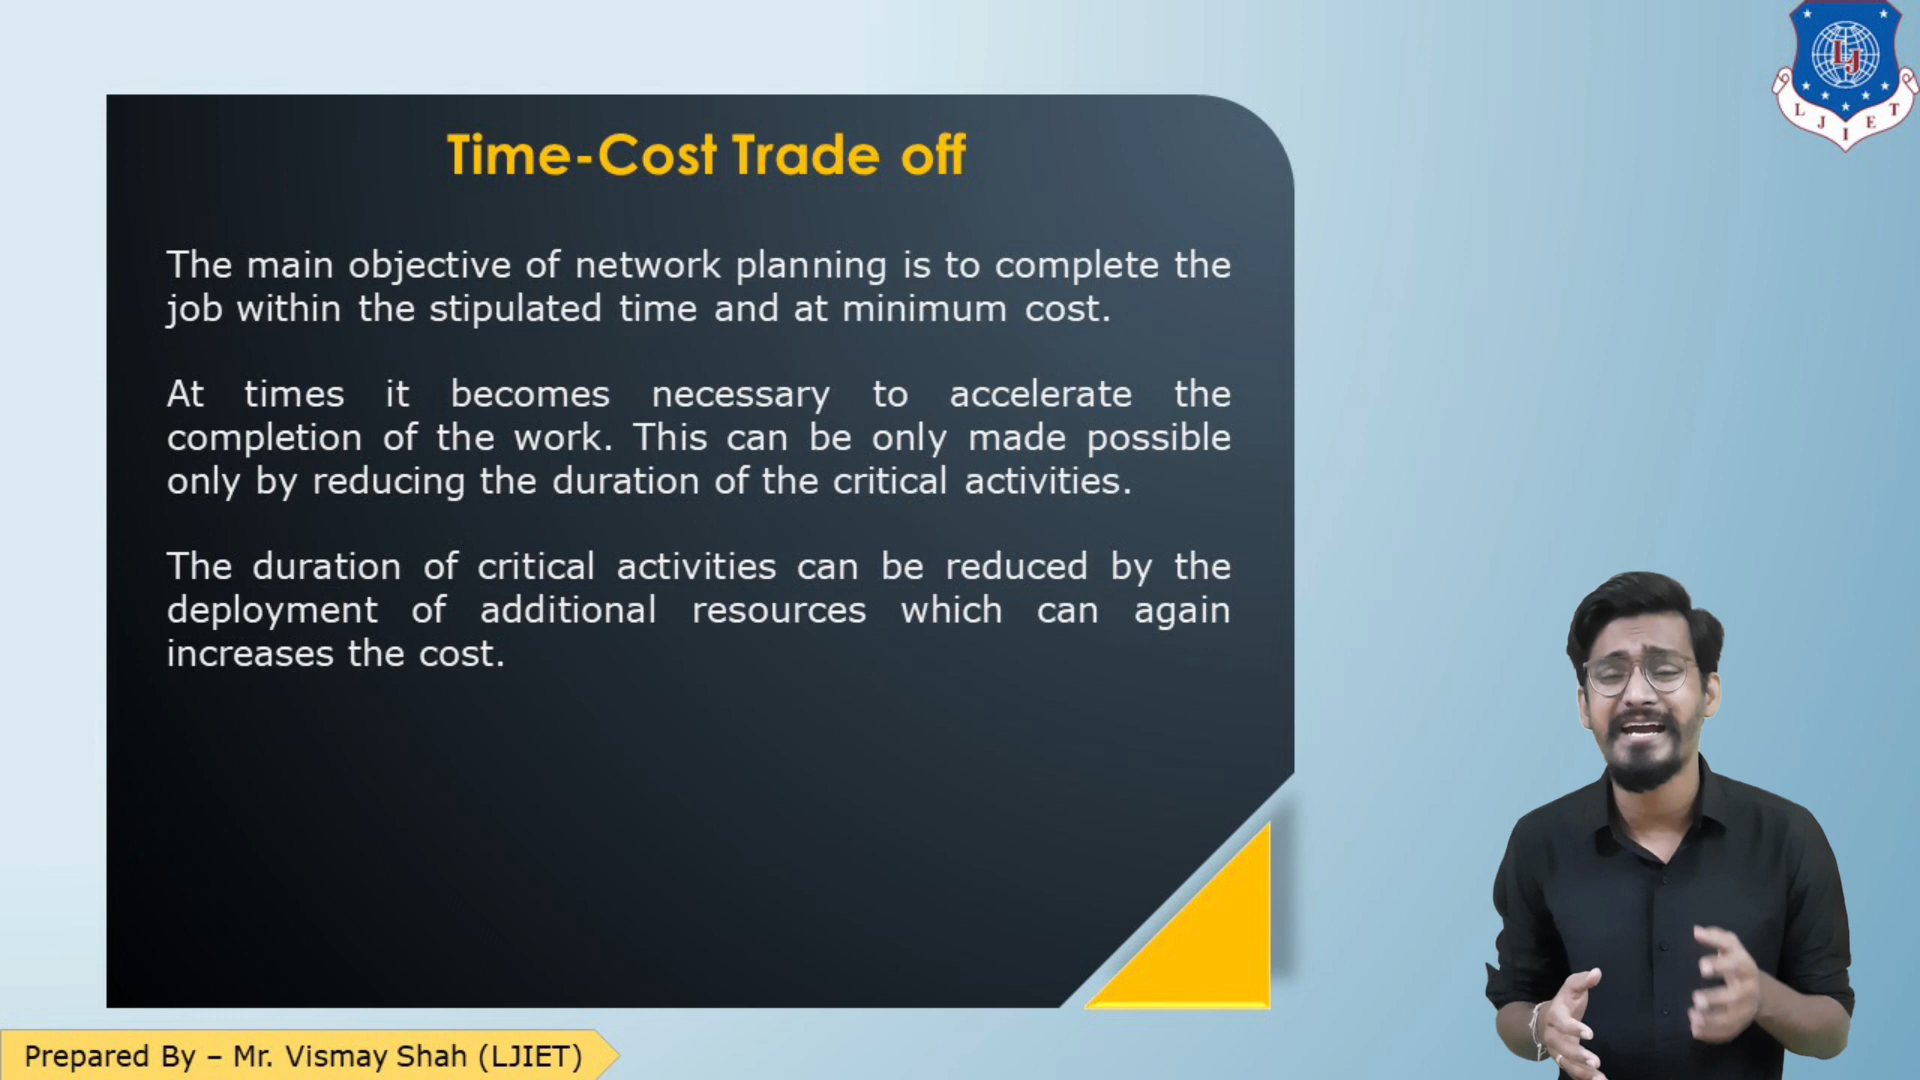 Time-Cost Trade off
The main objective of network planning is to complete the
job within the stipulated time and at minimum cost.
At times it becomes necessary to accelerate the
completion of the work. This can be only made possible
only by reducing the duration of the critical activities.
The duration of critical activities can be reduced by the
deployment of additional resources which can again
increases the cost.
LJ
L J I E T
Prepared By – Mr. Vismay Shah (LJIET)